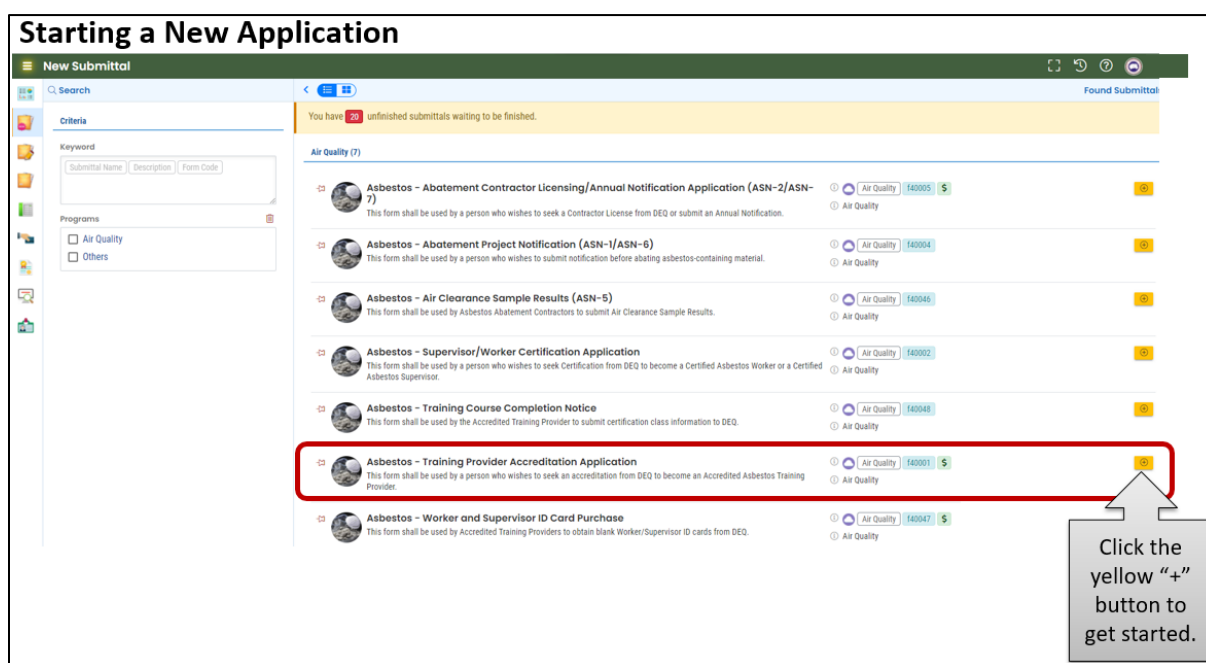 Starting a New Application
New Submittal
Search
Found Submittals
Criteria
You have 20 unfinished submittals waiting to be finished.
Keyword
Submittal Name Description Form Code
Air Quality (7)
Programs
Air Quality
Others
Asbestos - Abatement Contractor Licensing/Annual Notification Application (ASN-2/ASN-
7)
This form shall be used by a person who wishes to seek a Contractor License from DEQ or submit an Annual Notification.
Air Quality f40005 $
Air Quality
Asbestos - Abatement Project Notification (ASN-1/ASN-6)
This form shall be used by a person who wishes to submit notification before abating asbestos-containing material.
Air Quality f40004
Air Quality
Asbestos - Air Clearance Sample Results (ASN-5)
This form shall be used by Asbestos Abatement Contractors to submit Air Clearance Sample Results.
Air Quality f40046
Air Quality
Asbestos - Supervisor/Worker Certification Application
This form shall be used by a person who wishes to seek Certification from DEQ to become a Certified Asbestos Worker or a Certified
Asbestos Supervisor.
Air Quality f40002
Air Quality
Asbestos - Training Course Completion Notice
This form shall be used by the Accredited Training Provider to submit certification class information to DEQ.
Air Quality f40048
Air Quality
Asbestos - Training Provider Accreditation Application
This form shall be used by a person who wishes to seek an accreditation from DEQ to become an Accredited Asbestos Training
Provider.
Air Quality f40001 $
Air Quality
Asbestos - Worker and Supervisor ID Card Purchase
This form shall be used by Accredited Training Providers to obtain blank Worker/Supervisor ID cards from DEQ.
Air Quality f40047 $
Air Quality
Click the
yellow “+”
button to
get started.